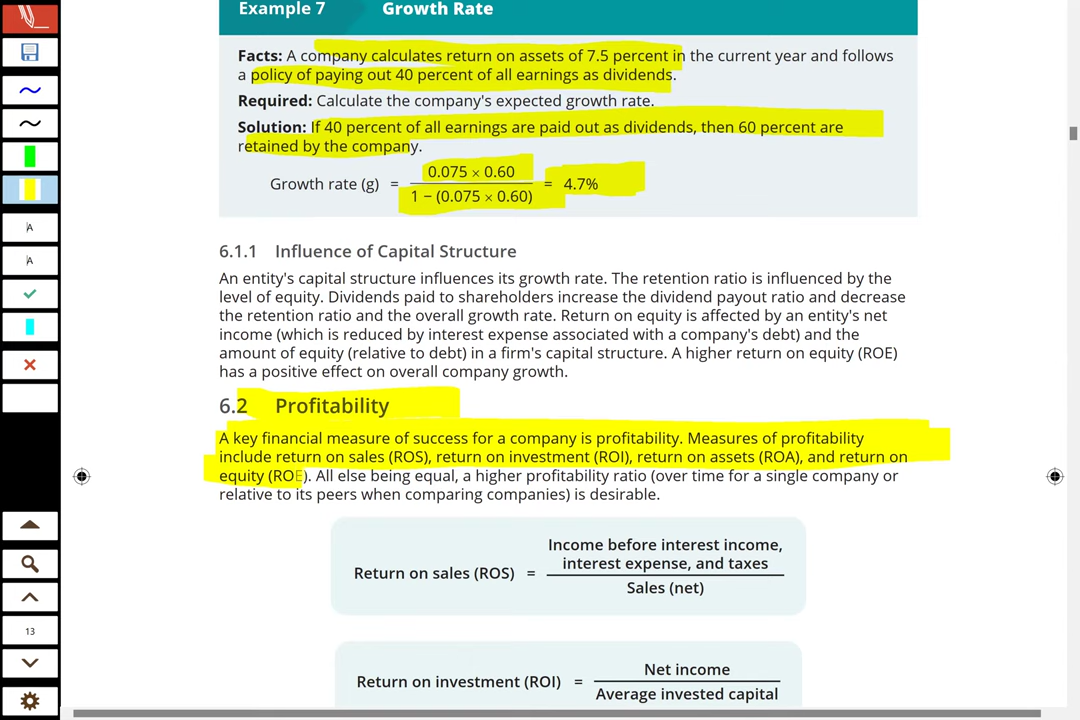 Example 7 Growth Rate
Facts: A company calculates return on assets of 7.5 percent in the current year and follows
a policy of paying out 40 percent of all earnings as dividends.
Required: Calculate the company's expected growth rate.
Solution: If 40 percent of all earnings are paid out as dividends, then 60 percent are
retained by the company.
Growth rate (g) = 0.075 × 0.60 / 1 − (0.075 × 0.60) = 4.7%
6.1.1 Influence of Capital Structure
An entity's capital structure influences its growth rate. The retention ratio is influenced by the
level of equity. Dividends paid to shareholders increase the dividend payout ratio and decrease
the retention ratio and the overall growth rate. Return on equity is affected by an entity's net
income (which is reduced by interest expense associated with a company's debt) and the
amount of equity (relative to debt) in a firm's capital structure. A higher return on equity (ROE)
has a positive effect on overall company growth.
6.2 Profitability
A key financial measure of success for a company is profitability. Measures of profitability
include return on sales (ROS), return on investment (ROI), return on assets (ROA), and return on
equity (ROE). All else being equal, a higher profitability ratio (over time for a single company or
relative to its peers when comparing companies) is desirable.
Income before interest income,
interest expense, and taxes
Return on sales (ROS) =
Sales (net)
Net income
Return on investment (ROI) =
Average invested capital
A
A
13